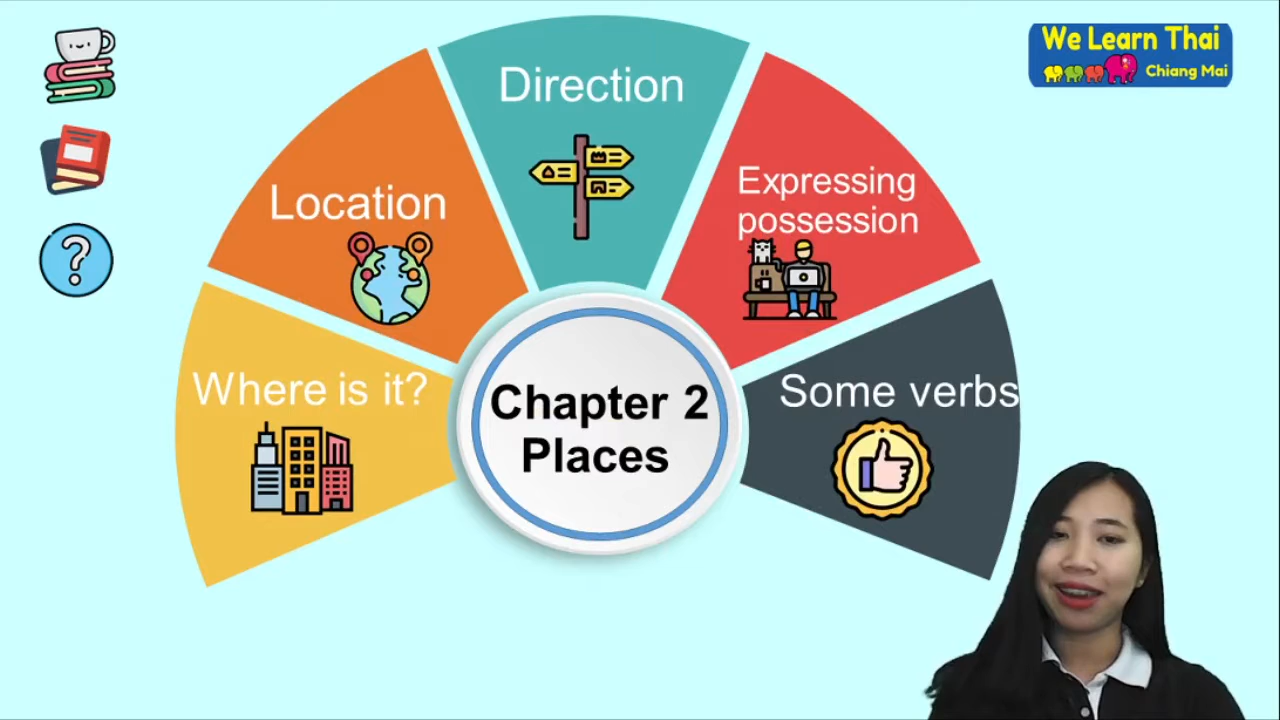 We Learn Thai
Chiang Mai
Direction
Location
Expressing
possession
Where is it?
Some verbs
Chapter 2
Places